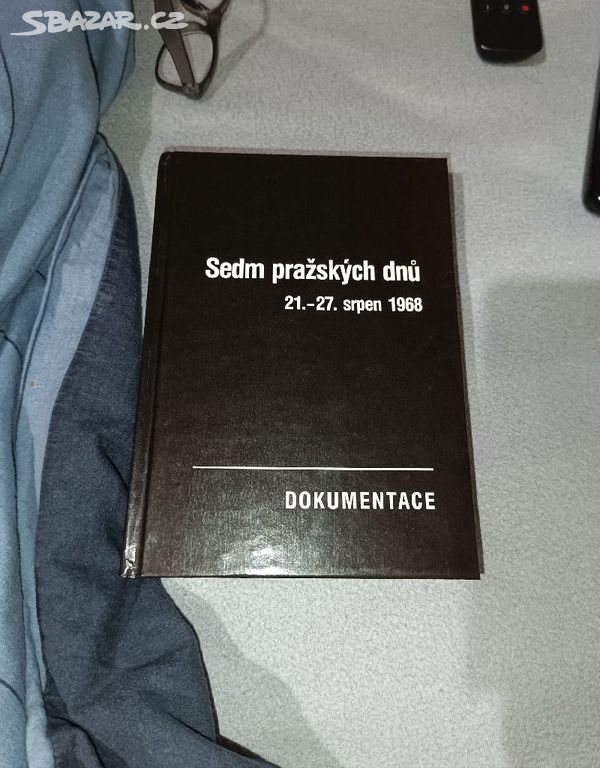 SBAZAR.CZ
Sedm pražských dnů
21.–27. srpen 1968
DOKUMENTACE